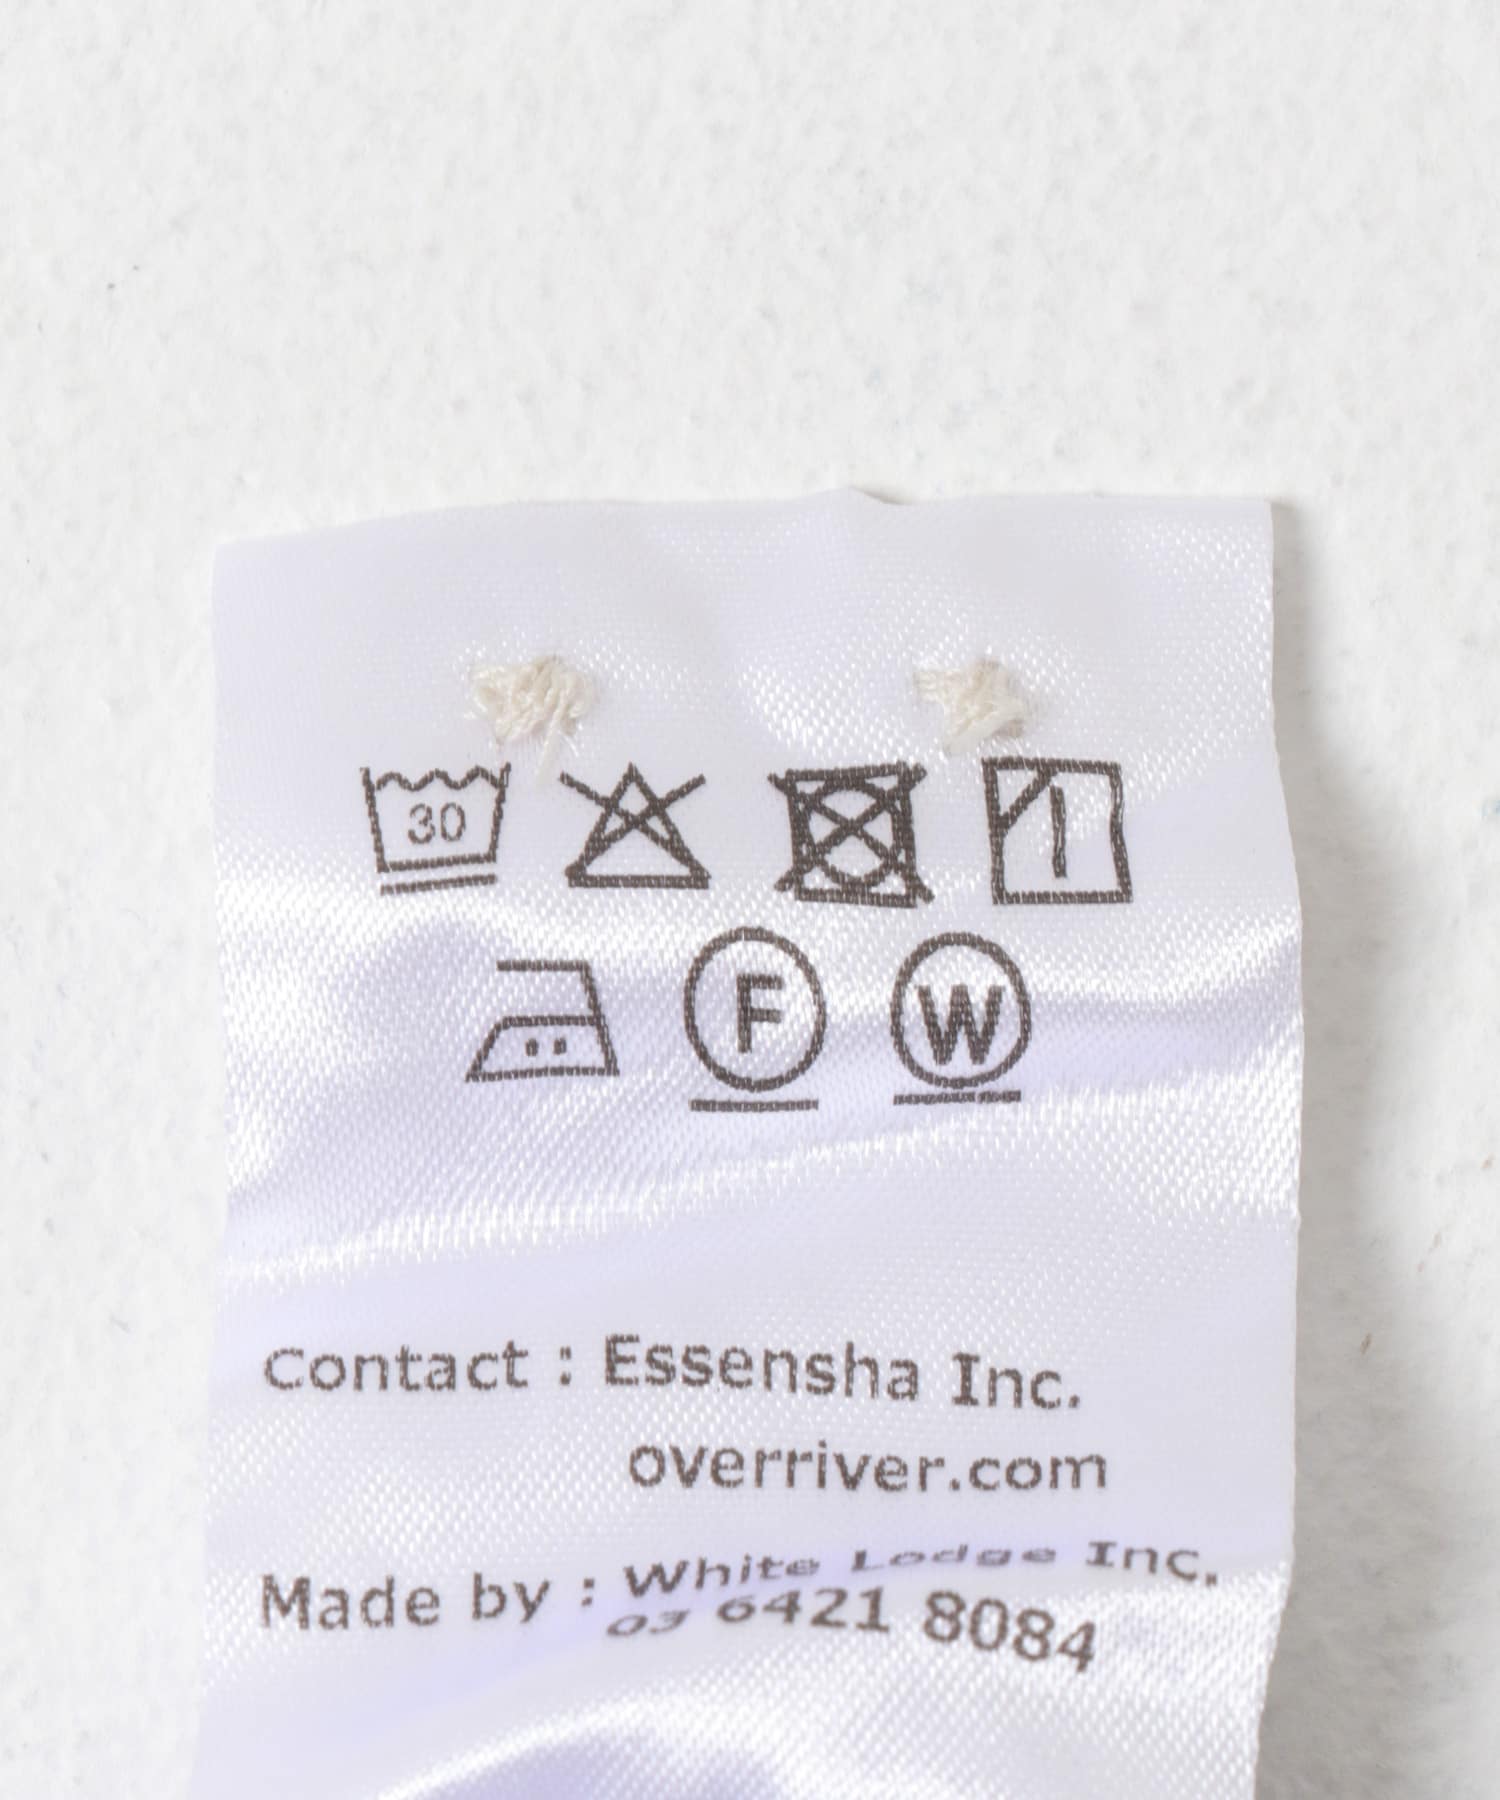 30
F W
Contact : Essensha Inc.
overriver.com
Made by : White Lodge Inc.
03 6421 8084